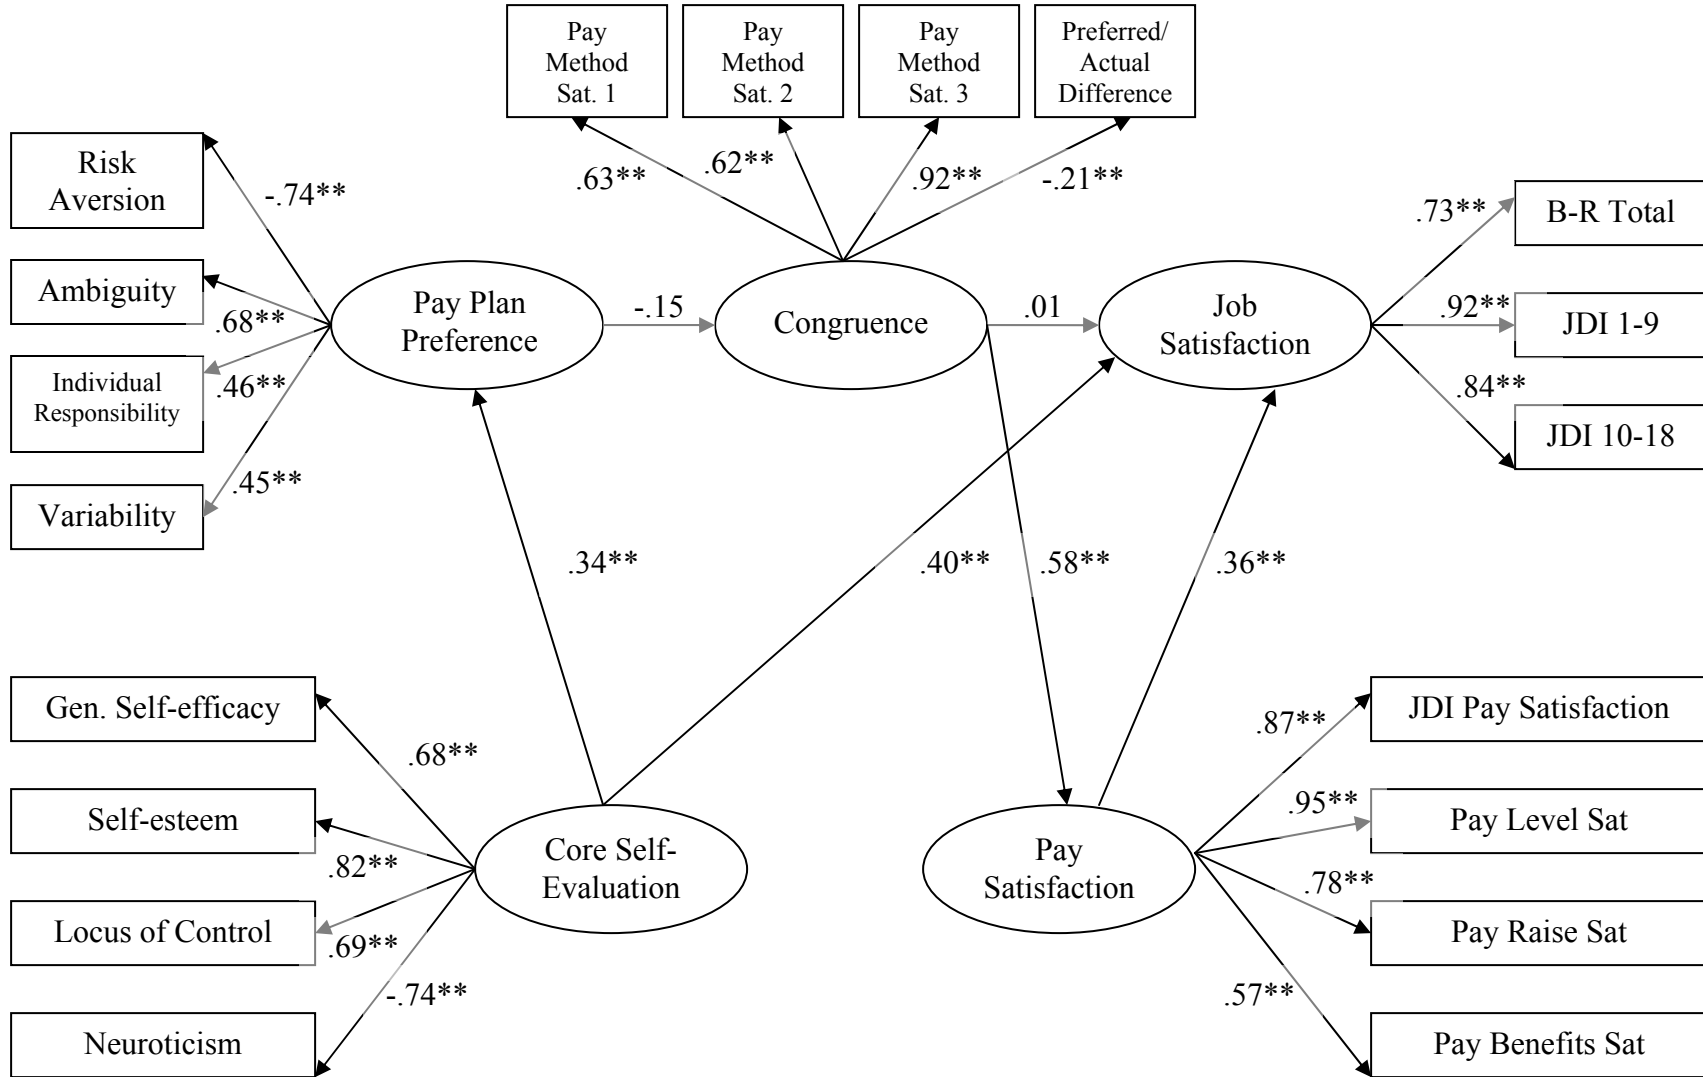 Pay
Method
Sat. 1
Pay
Method
Sat. 2
Pay
Method
Sat. 3
Preferred/
Actual
Difference
.63**
.62**
.92**
-.21**
Risk
Aversion
-.74**
Ambiguity
.68**
Individual
Responsibility
.46**
Variability
.45**
Pay Plan
Preference
-.15
Congruence
.01
Job
Satisfaction
.73**
B-R Total
.92**
JDI 1-9
.84**
JDI 10-18
.34**
.40**
.58**
.36**
Gen. Self-efficacy
.68**
Self-esteem
.82**
Locus of Control
.69**
Neuroticism
-.74**
Core Self-
Evaluation
Pay
Satisfaction
.87**
JDI Pay Satisfaction
.95**
Pay Level Sat
.78**
Pay Raise Sat
.57**
Pay Benefits Sat